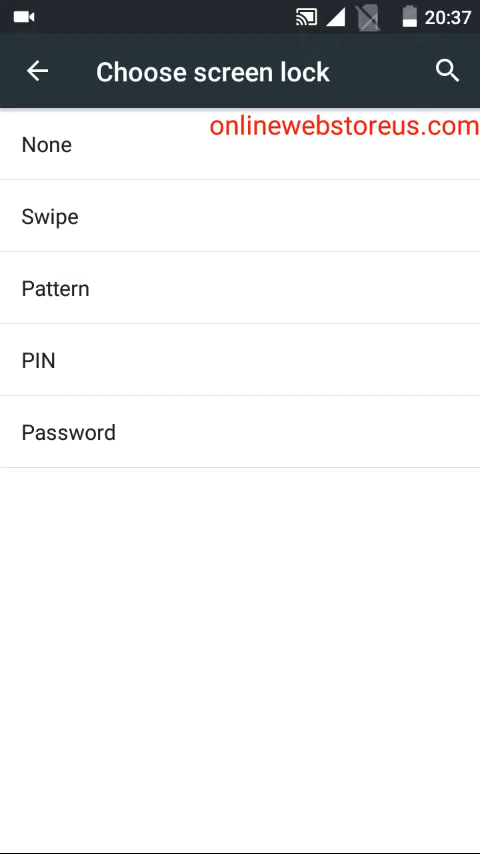 20:37
Choose screen lock
onlinewebstoreus.com
None
Swipe
Pattern
PIN
Password